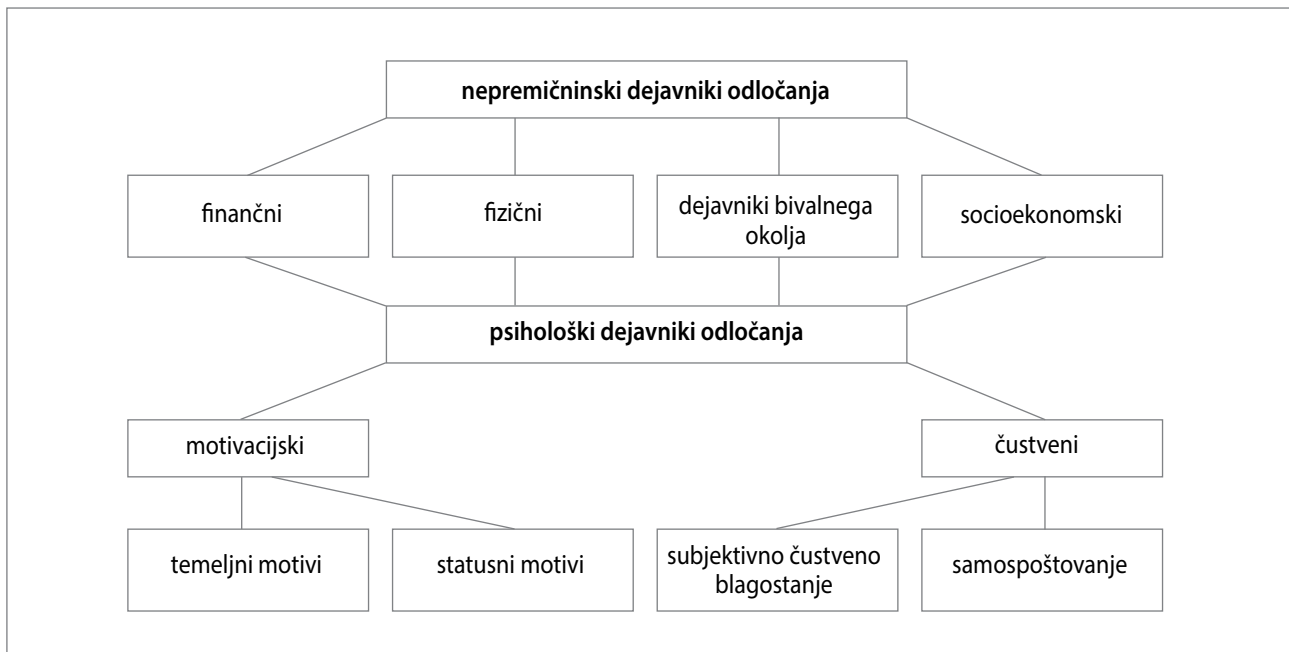 nepremičninski dejavniki odločanja
finančni
fizični
dejavniki bivalnega
okolja
socioekonomski
psihološki dejavniki odločanja
motivacijski
čustveni
temeljni motivi
statusni motivi
subjektivno čustveno
blagostanje
samospoštovanje